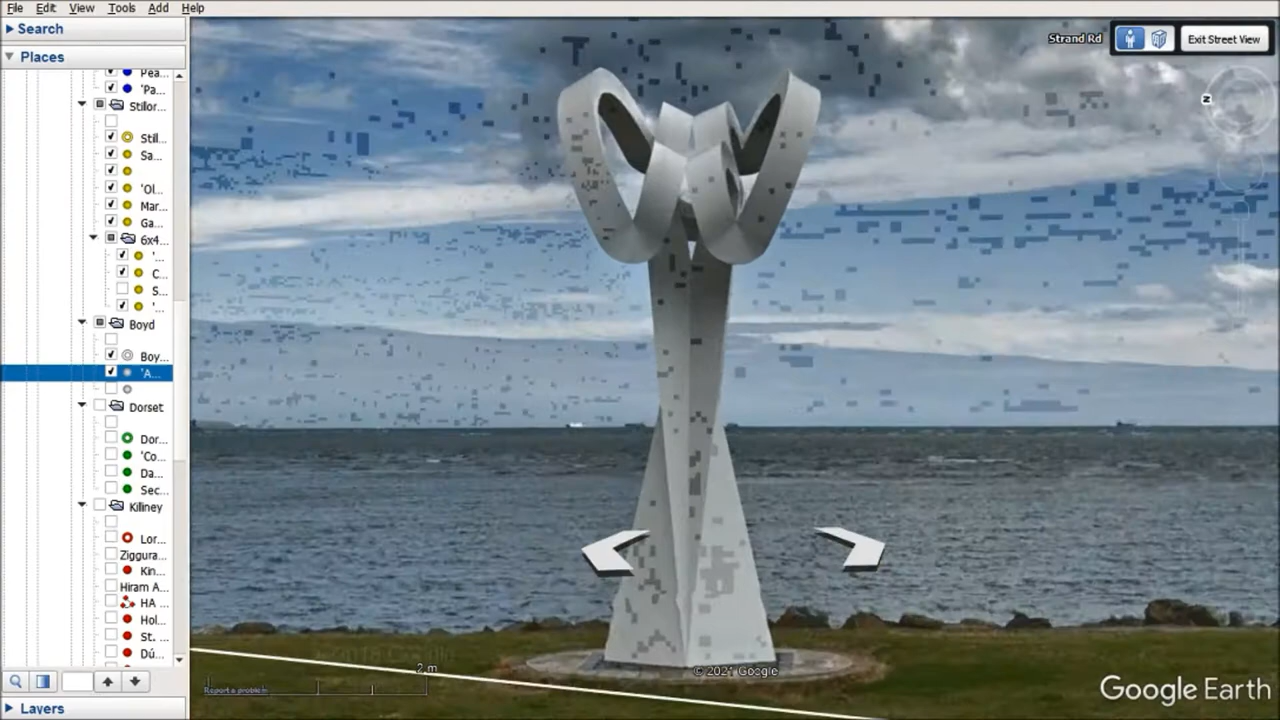 File Edit View Tools Add Help
Search
Places
Pea...
'Pa...
Stillor...
Still...
Sa...
'Ol...
Mar...
Ga...
6x4...
'...
C...
S...
'...
Boyd
Boy...
'A...
Dorset
Dor...
'Co...
Da...
Sec...
Killiney
Lor...
Ziggura...
Kin...
Hiram A...
HA ...
Hol...
St. ...
Dú...
Layers
Strand Rd
Exit Street View
N
2 m
Report a problem
© 2021 Google
Google Earth